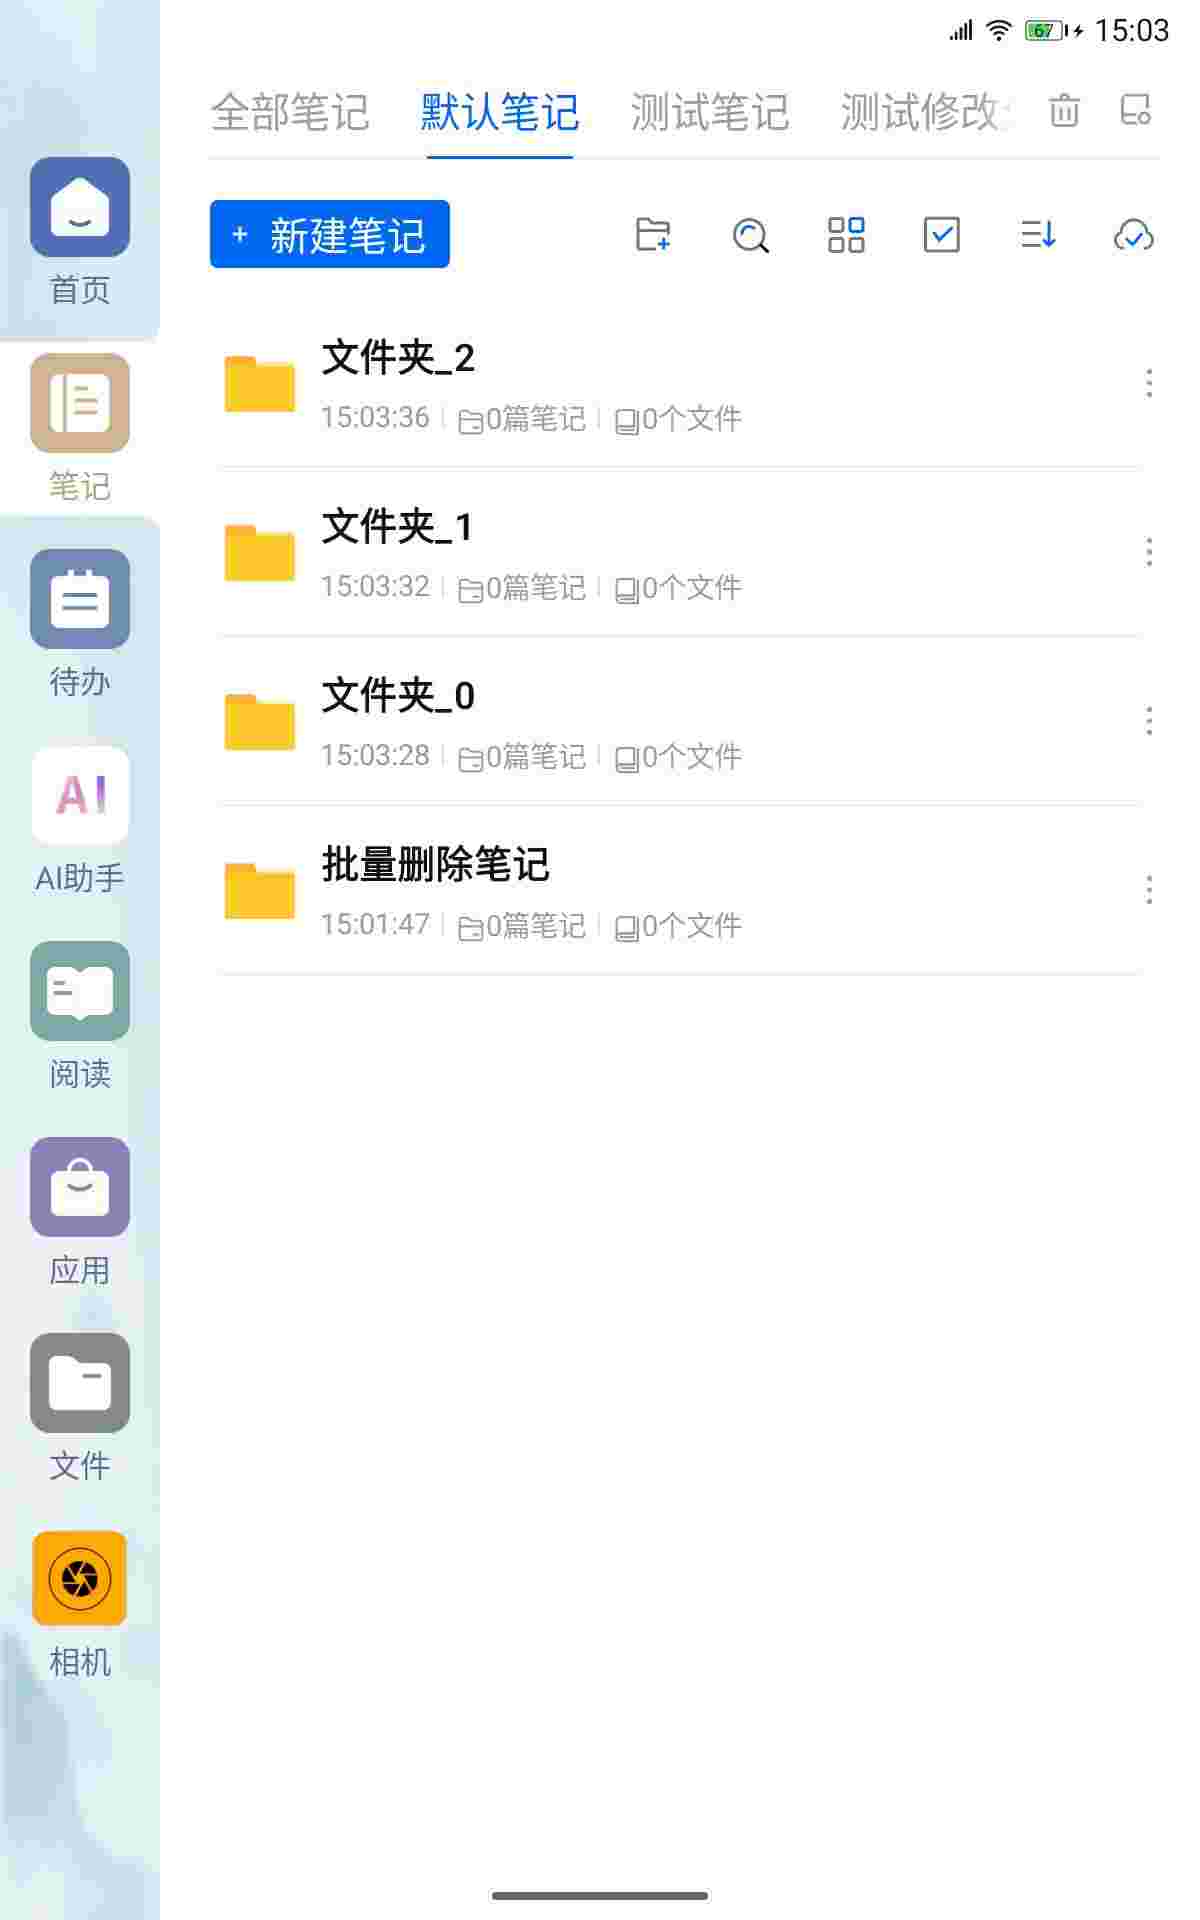 67 15:03
全部笔记 默认笔记 测试笔记 测试修改
+ 新建笔记
文件夹_2
15:03:36 0篇笔记 0个文件
文件夹_1
15:03:32 0篇笔记 0个文件
文件夹_0
15:03:28 0篇笔记 0个文件
批量删除笔记
15:01:47 0篇笔记 0个文件
首页
笔记
待办
AI
AI助手
阅读
应用
文件
相机